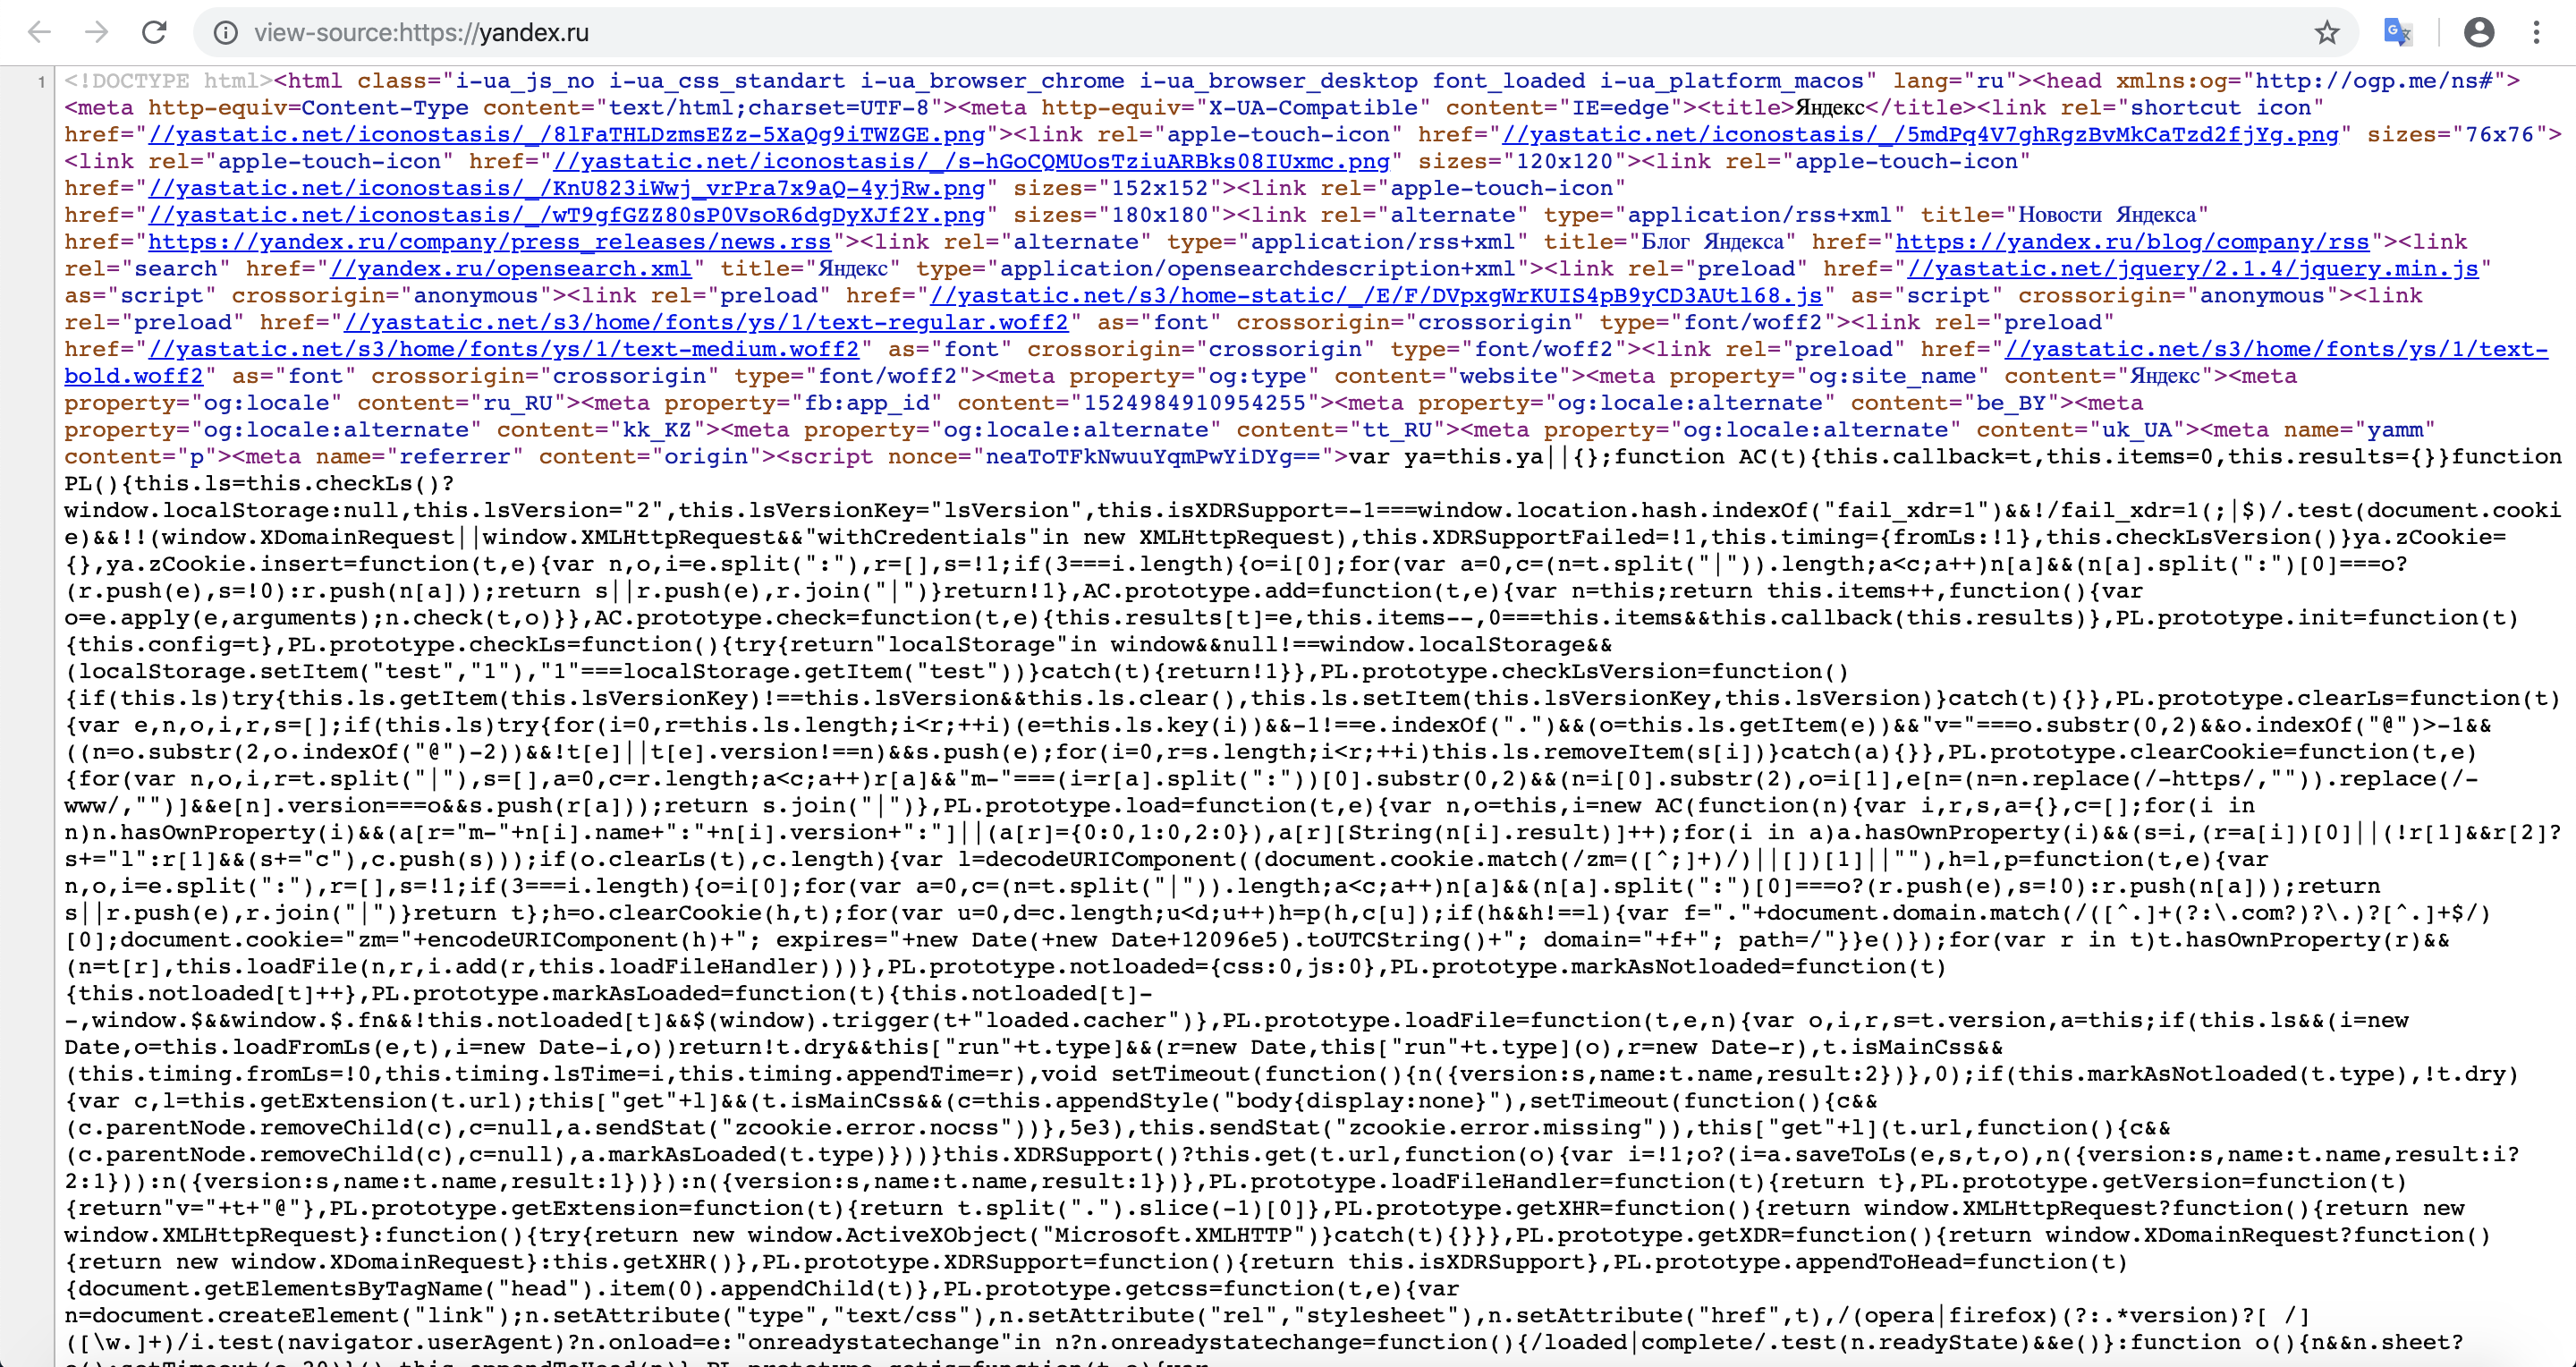 view-source:https://yandex.ru
1
<!DOCTYPE html><html class="i-ua_js_no i-ua_css_standart i-ua_browser_chrome i-ua_browser_desktop font_loaded i-ua_platform_macos" lang="ru"><head xmlns:og="http://ogp.me/ns#">
<meta http-equiv=Content-Type content="text/html;charset=UTF-8"><meta http-equiv="X-UA-Compatible" content="IE=edge"><title>Яндекс</title><link rel="shortcut icon"
href="//yastatic.net/iconostasis/_/8lFaTHLDzmsEZz-5XaQg9iTWZGE.png"><link rel="apple-touch-icon" href="//yastatic.net/iconostasis/_/5mdPq4V7ghRgzBvMkCaTzd2fjYg.png" sizes="76x76">
<link rel="apple-touch-icon" href="//yastatic.net/iconostasis/_/s-hGoCQMUosTziuARBks08IUxmc.png" sizes="120x120"><link rel="apple-touch-icon"
href="//yastatic.net/iconostasis/_/KnU823iWwj_vrPra7x9aQ-4yjRw.png" sizes="152x152"><link rel="apple-touch-icon"
href="//yastatic.net/iconostasis/_/wT9gfGZZ80sP0VsoR6dgDyXJf2Y.png" sizes="180x180"><link rel="alternate" type="application/rss+xml" title="Новости Яндекса"
href="https://yandex.ru/company/press_releases/news.rss"><link rel="alternate" type="application/rss+xml" title="Блог Яндекса" href="https://yandex.ru/blog/company/rss"><link
rel="search" href="//yandex.ru/opensearch.xml" title="Яндекс" type="application/opensearchdescription+xml"><link rel="preload" href="//yastatic.net/jquery/2.1.4/jquery.min.js"
as="script" crossorigin="anonymous"><link rel="preload" href="//yastatic.net/s3/home-static/_/E/F/DVpxgWrKUIS4pB9yCD3AUtl68.js" as="script" crossorigin="anonymous"><link
rel="preload" href="//yastatic.net/s3/home/fonts/ys/1/text-regular.woff2" as="font" crossorigin="crossorigin" type="font/woff2"><link rel="preload"
href="//yastatic.net/s3/home/fonts/ys/1/text-medium.woff2" as="font" crossorigin="crossorigin" type="font/woff2"><link rel="preload" href="//yastatic.net/s3/home/fonts/ys/1/text-
bold.woff2" as="font" crossorigin="crossorigin" type="font/woff2"><meta property="og:type" content="website"><meta property="og:site_name" content="Яндекс"><meta
property="og:locale" content="ru_RU"><meta property="fb:app_id" content="1524984910954255"><meta property="og:locale:alternate" content="be_BY"><meta
property="og:locale:alternate" content="kk_KZ"><meta property="og:locale:alternate" content="tt_RU"><meta property="og:locale:alternate" content="uk_UA"><meta name="yamm"
content="p"><meta name="referrer" content="origin"><script nonce="neaToTFkNwuuYqmPwYiDYg==">var ya=this.ya||{};function AC(t){this.callback=t,this.items=0,this.results={}}function
PL(){this.ls=this.checkLs()?
window.localStorage:null,this.lsVersion="2",this.lsVersionKey="lsVersion",this.isXDRSupport=-1===window.location.hash.indexOf("fail_xdr=1")&&!/fail_xdr=1(;|$)/.test(document.cooki
e)&&!!(window.XDomainRequest||window.XMLHttpRequest&&"withCredentials"in new XMLHttpRequest),this.XDRSupportFailed=!1,this.timing={fromLs:!1},this.checkLsVersion()}ya.zCookie=
{},ya.zCookie.insert=function(t,e){var n,o,i=e.split(":"),r=[],s=!1;if(3===i.length){o=i[0];for(var a=0,c=(n=t.split("|")).length;a<c;a++)n[a]&&(n[a].split(":")[0]===o?
(r.push(e),s=!0):r.push(n[a]));return s||r.push(e),r.join("|")}return!1},AC.prototype.add=function(t,e){var n=this;return this.items++,function(){var
o=e.apply(e,arguments);n.check(t,o)}},AC.prototype.check=function(t,e){this.results[t]=e,this.items--,0===this.items&&this.callback(this.results)},PL.prototype.init=function(t)
{this.config=t},PL.prototype.checkLs=function(){try{return"localStorage"in window&&null!==window.localStorage&&
(localStorage.setItem("test","1"),"1"===localStorage.getItem("test"))}catch(t){return!1}},PL.prototype.checkLsVersion=function()
{if(this.ls)try{this.ls.getItem(this.lsVersionKey)!==this.lsVersion&&this.ls.clear(),this.ls.setItem(this.lsVersionKey,this.lsVersion)}catch(t){}},PL.prototype.clearLs=function(t)
{var e,n,o,i,r,s=[];if(this.ls)try{for(i=0,r=this.ls.length;i<r;++i)(e=this.ls.key(i))&&-1!==e.indexOf(".")&&(o=this.ls.getItem(e))&&"v="===o.substr(0,2)&&o.indexOf("@")>-1&&
((n=o.substr(2,o.indexOf("@")-2))&&!t[e]||t[e].version!==n)&&s.push(e);for(i=0,r=s.length;i<r;++i)this.ls.removeItem(s[i])}catch(a){}},PL.prototype.clearCookie=function(t,e)
{for(var n,o,i,r=t.split("|"),s=[],a=0,c=r.length;a<c;a++)r[a]&&"m-"===(i=r[a].split(":"))[0].substr(0,2)&&(n=i[0].substr(2),o=i[1],e[n=(n=n.replace(/-https/,"")).replace(/-
www/,"")]&&e[n].version===o&&s.push(r[a]));return s.join("|")},PL.prototype.load=function(t,e){var n,o=this,i=new AC(function(n){var i,r,s,a={},c=[];for(i in
n)n.hasOwnProperty(i)&&(a[r="m-"+n[i].name+":"+n[i].version+":"]||(a[r]={0:0,1:0,2:0}),a[r][String(n[i].result)]++);for(i in a)a.hasOwnProperty(i)&&(s=i,(r=a[i])[0]||(!r[1]&&r[2]?
s+="l":r[1]&&(s+="c"),c.push(s)));if(o.clearLs(t),c.length){var l=decodeURIComponent((document.cookie.match(/zm=([^;]+)/)||[])[1]||""),h=l,p=function(t,e){var
n,o,i=e.split(":"),r=[],s=!1;if(3===i.length){o=i[0];for(var a=0,c=(n=t.split("|")).length;a<c;a++)n[a]&&(n[a].split(":")[0]===o?(r.push(e),s=!0):r.push(n[a]));return
s||r.push(e),r.join("|")}return t};h=o.clearCookie(h,t);for(var u=0,d=c.length;u<d;u++)h=p(h,c[u]);if(h&&h!==l){var f="."+document.domain.match(/([^.]+(?:\.com?)?\.)?[^.]+$/)
[0];document.cookie="zm="+encodeURIComponent(h)+"; expires="+new Date(+new Date+12096e5).toUTCString()+"; domain="+f+"; path=/"}}e()});for(var r in t)t.hasOwnProperty(r)&&
(n=t[r],this.loadFile(n,r,i.add(r,this.loadFileHandler)))},PL.prototype.notloaded={css:0,js:0},PL.prototype.markAsNotloaded=function(t)
{this.notloaded[t]++},PL.prototype.markAsLoaded=function(t){this.notloaded[t]-
-,window.$&&window.$.fn&&!this.notloaded[t]&&$(window).trigger(t+"loaded.cacher")},PL.prototype.loadFile=function(t,e,n){var o,i,r,s=t.version,a=this;if(this.ls&&(i=new
Date,o=this.loadFromLs(e,t),i=new Date-i,o))return!t.dry&&this["run"+t.type]&&(r=new Date,this["run"+t.type](o),r=new Date-r),t.isMainCss&&
(this.timing.fromLs=!0,this.timing.lsTime=i,this.timing.appendTime=r),void setTimeout(function(){n({version:s,name:t.name,result:2})},0);if(this.markAsNotloaded(t.type),!t.dry)
{var c,l=this.getExtension(t.url);this["get"+l]&&(t.isMainCss&&(c=this.appendStyle("body{display:none}"),setTimeout(function(){c&&
(c.parentNode.removeChild(c),c=null,a.sendStat("zcookie.error.nocss"))},5e3),this.sendStat("zcookie.error.missing")),this["get"+l](t.url,function(){c&&
(c.parentNode.removeChild(c),c=null),a.markAsLoaded(t.type)}))}this.XDRSupport()?this.get(t.url,function(o){var i=!1;o?(i=a.saveToLs(e,s,t,o),n({version:s,name:t.name,result:i?
2:1})):n({version:s,name:t.name,result:1})}):n({version:s,name:t.name,result:1})},PL.prototype.loadFileHandler=function(t){return t},PL.prototype.getVersion=function(t)
{return"v="+t+"@"},PL.prototype.getExtension=function(t){return t.split(".").slice(-1)[0]},PL.prototype.getXHR=function(){return window.XMLHttpRequest?function(){return new
window.XMLHttpRequest}:function(){try{return new window.ActiveXObject("Microsoft.XMLHTTP")}catch(t){}}},PL.prototype.getXDR=function(){return window.XDomainRequest?function()
{return new window.XDomainRequest}:this.getXHR()},PL.prototype.XDRSupport=function(){return this.isXDRSupport},PL.prototype.appendToHead=function(t)
{document.getElementsByTagName("head").item(0).appendChild(t)},PL.prototype.getcss=function(t,e){var
n=document.createElement("link");n.setAttribute("type","text/css"),n.setAttribute("rel","stylesheet"),n.setAttribute("href",t),/(opera|firefox)(?:.*version)?[ /]
([\w.]+)/i.test(navigator.userAgent)?n.onload=e:"onreadystatechange"in n?n.onreadystatechange=function(){/loaded|complete/.test(n.readyState)&&e()}:function o(){n&&n.sheet?